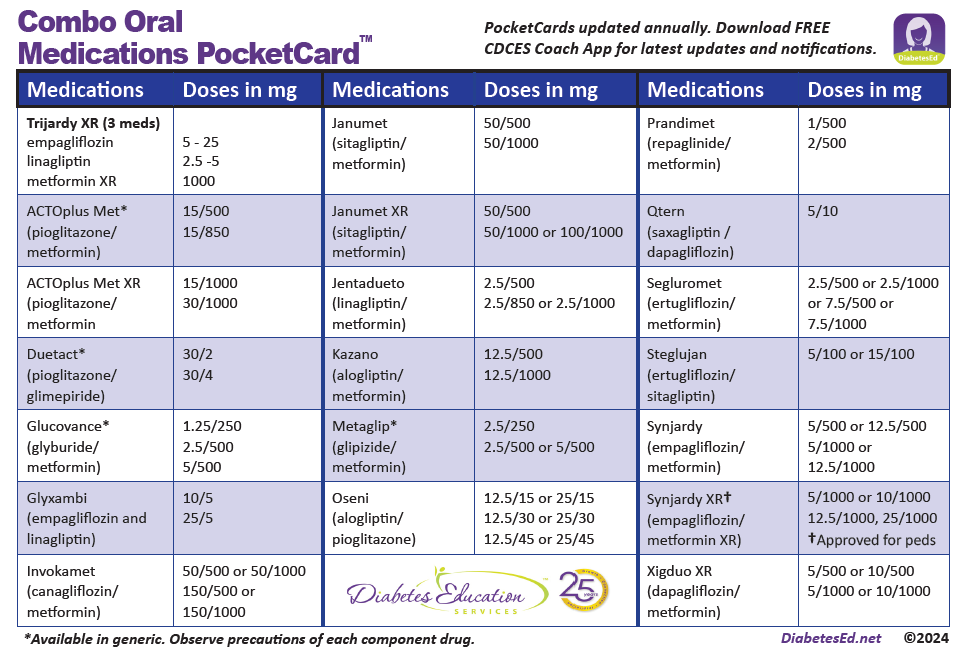 Combo Oral
Medications PocketCard™
PocketCards updated annually. Download FREE
CDCES Coach App for latest updates and notifications.
DiabetesEd
Medications Doses in mg Medications Doses in mg Medications Doses in mg
Trijardy XR (3 meds)
empagliflozin 5 - 25
linagliptin 2.5 -5
metformin XR 1000
Janumet 50/500
(sitagliptin/ 50/1000
metformin)
Prandimet 1/500
(repaglinide/ 2/500
metformin)
ACTOplus Met* 15/500
(pioglitazone/ 15/850
metformin)
Janumet XR 50/500
(sitagliptin/ 50/1000 or 100/1000
metformin)
Qtern 5/10
(saxagliptin /
dapagliflozin)
ACTOplus Met XR 15/1000
(pioglitazone/ 30/1000
metformin
Jentadueto 2.5/500
(linagliptin/ 2.5/850 or 2.5/1000
metformin)
Segluromet 2.5/500 or 2.5/1000
(ertugliflozin/ or 7.5/500 or
metformin) 7.5/1000
Duetact* 30/2
(pioglitazone/ 30/4
glimepiride)
Kazano 12.5/500
(alogliptin/ 12.5/1000
metformin)
Steglujan 5/100 or 15/100
(ertugliflozin/
sitagliptin)
Glucovance* 1.25/250
(glyburide/ 2.5/500
metformin) 5/500
Metaglip* 2.5/250
(glipizide/ 2.5/500 or 5/500
metformin)
Synjardy 5/500 or 12.5/500
(empagliflozin/ 5/1000 or
metformin) 12.5/1000
Glyxambi 10/5
(empagliflozin and 25/5
linagliptin)
Oseni 12.5/15 or 25/15
(alogliptin/ 12.5/30 or 25/30
pioglitazone) 12.5/45 or 25/45
Synjardy XR✝ 5/1000 or 10/1000
(empagliflozin/ 12.5/1000, 25/1000
metformin XR) ✝Approved for peds
Invokamet 50/500 or 50/1000
(canagliflozin/ 150/500 or
metformin) 150/1000
Diabetes Education
SERVICES
25
years
Xigduo XR 5/500 or 10/500
(dapagliflozin/ 5/1000 or 10/1000
metformin)
*Available in generic. Observe precautions of each component drug.
DiabetesEd.net ©2024